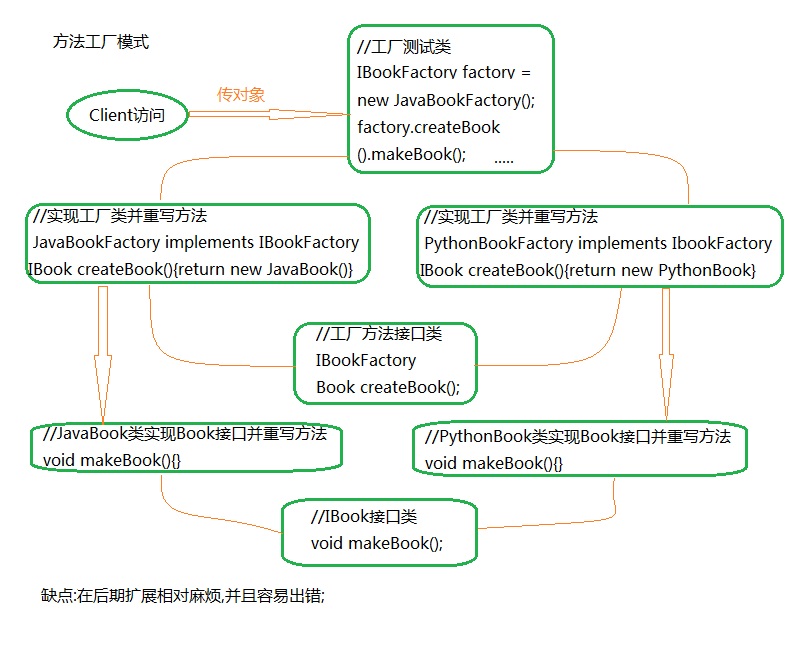 方法工厂模式
//工厂测试类
IBookFactory factory =
new JavaBookFactory();
factory.createBook
().makeBook(); .....
传对象
Client访问
//实现工厂类并重写方法
JavaBookFactory implements IBookFactory
IBook createBook(){return new JavaBook()}
//实现工厂类并重写方法
PythonBookFactory implements IbookFactory
IBook createBook(){return new PythonBook}
//工厂方法接口类
IBookFactory
Book createBook();
//JavaBook类实现Book接口并重写方法
void makeBook(){}
//PythonBook类实现Book接口并重写方法
void makeBook(){}
//IBook接口类
void makeBook();
缺点:在后期扩展相对麻烦,并且容易出错;